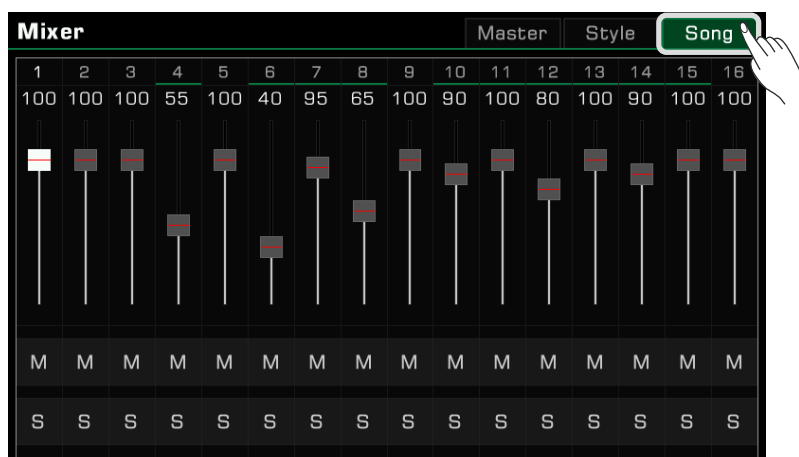 Mixer Master Style Song
1 2 3 4 5 6 7 8 9 10 11 12 13 14 15 16
100 100 100 55 100 40 95 65 100 90 100 80 100 90 100 100
M M M M M M M M M M M M M M M M
S S S S S S S S S S S S S S S S